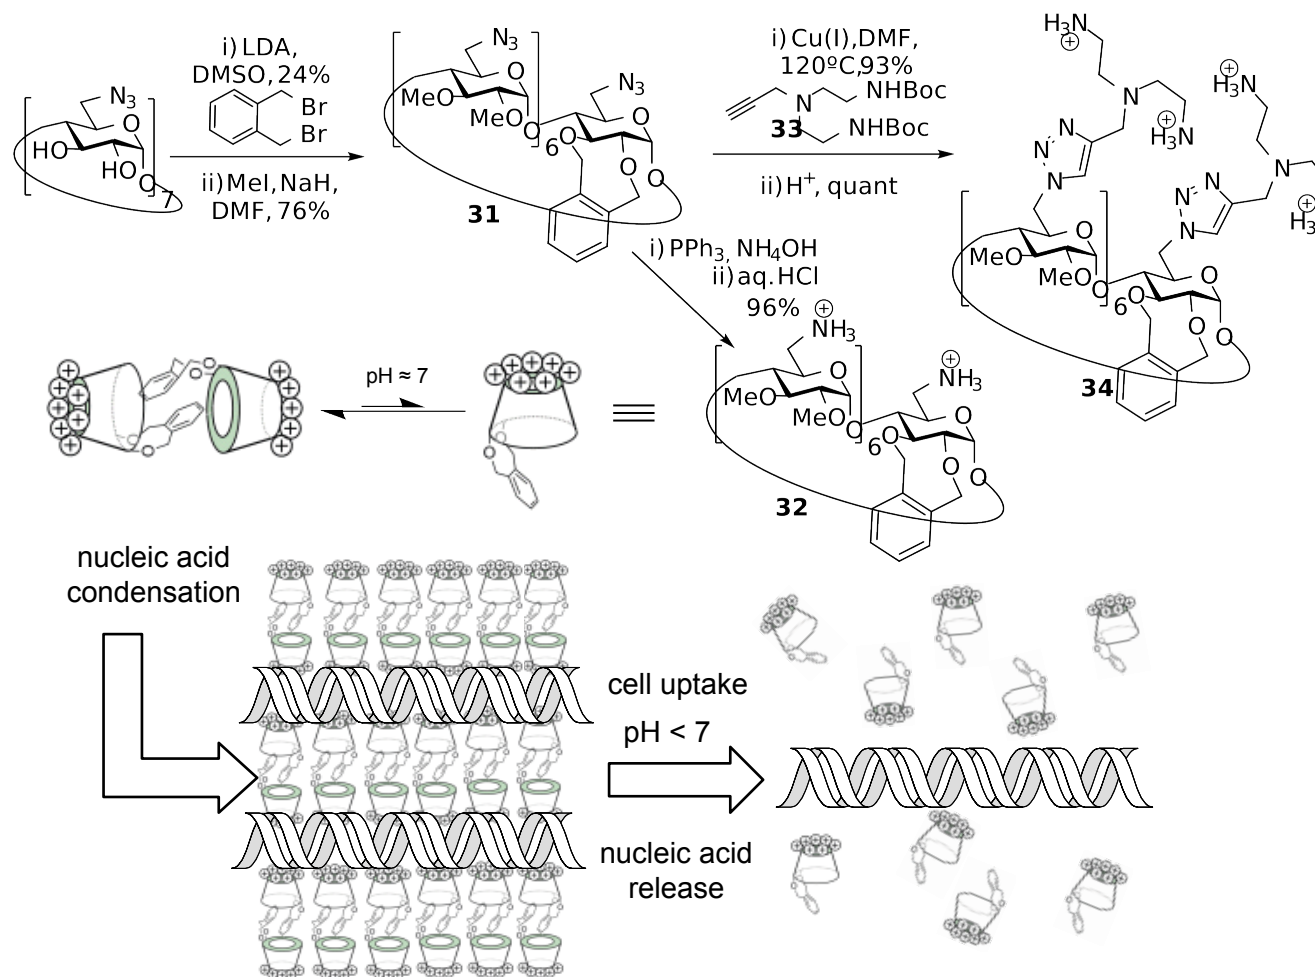 i) LDA,
DMSO, 24%
Br
Br
ii) MeI, NaH,
DMF, 76%
N3
O
HO
HO
O
7
N3
O
MeO
MeO
O
N3
O
6
O
O
O
31
i) Cu(I), DMF,
120ºC, 93%
NHBoc
N
33
NHBoc
ii) H+, quant
H3N
+
N
+
H3N
N
N
N
H3N
+
N
+
H3
N
N
N
O
MeO
MeO
O
O
6
O
O
O
34
i) PPh3, NH4OH
ii) aq. HCl
96%
+
NH3
O
MeO
MeO
O
+
NH3
O
6
O
O
O
32
O
O
O
O
pH ≈ 7
O
O
nucleic acid
condensation
cell uptake
pH < 7
nucleic acid
release